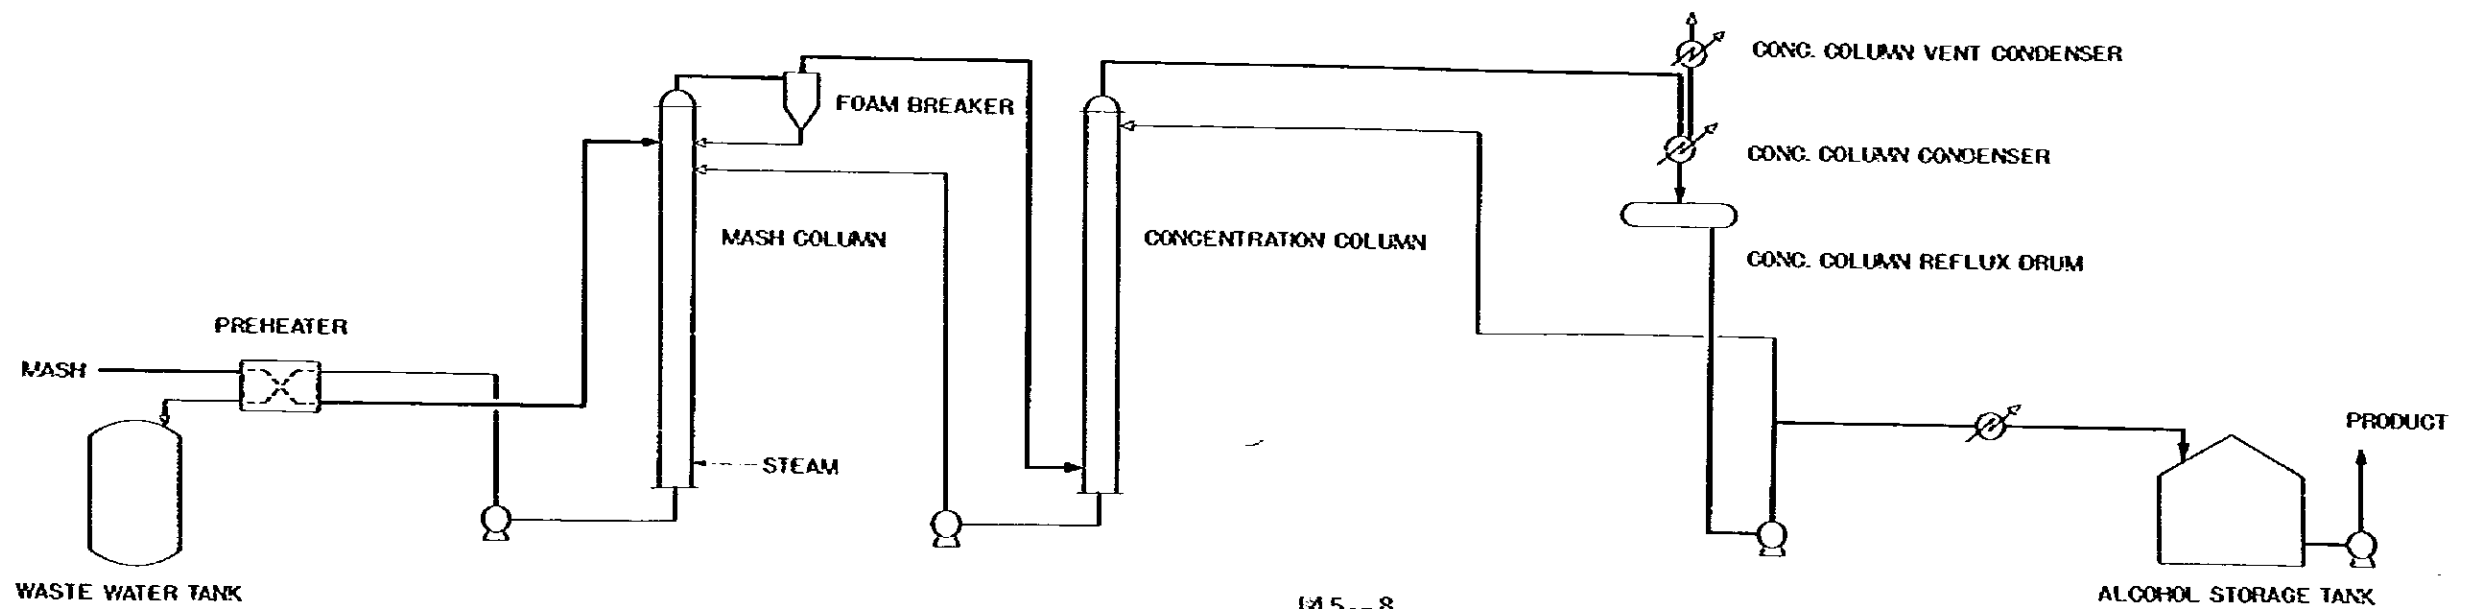 CONC. COLUMN VENT CONDENSER
FOAM BREAKER
CONC. COLUMN CONDENSER
MASH COLUMN
CONCENTRATION COLUMN
CONC. COLUMN REFLUX DRUM
PREHEATER
MASH
PRODUCT
STEAM
WASTE WATER TANK
ALCOHOL STORAGE TANK